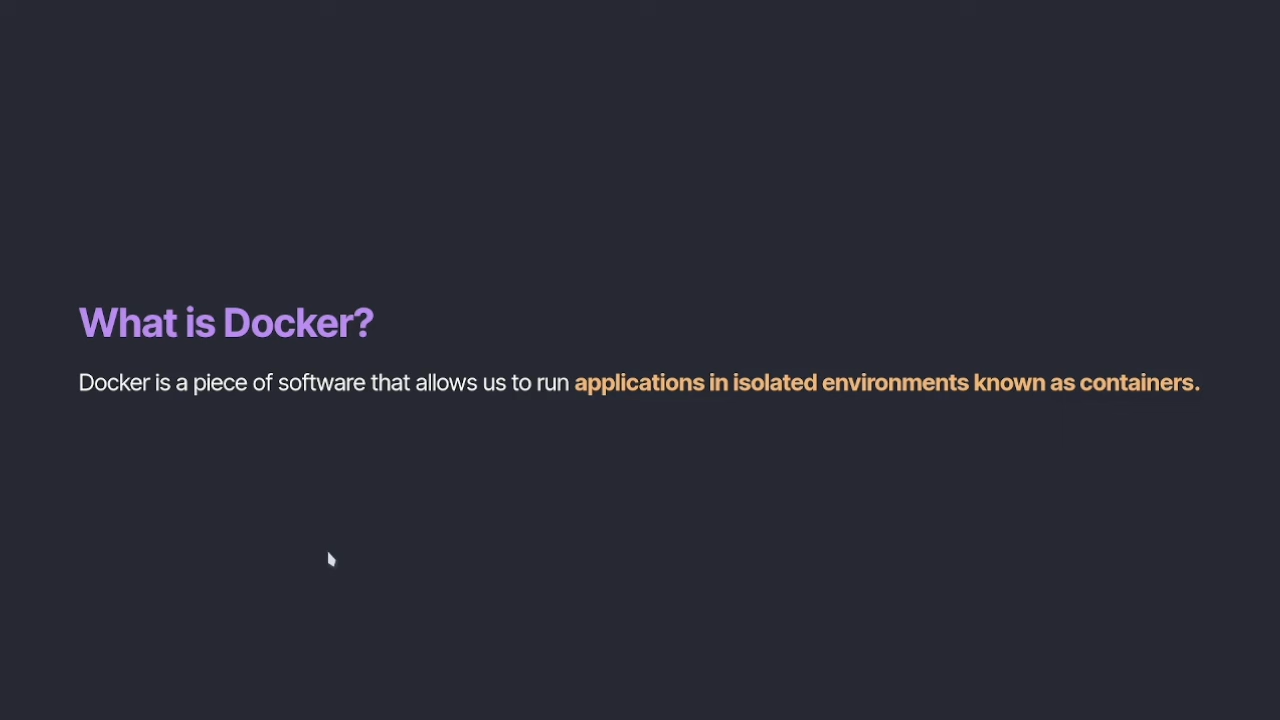 What is Docker?
Docker is a piece of software that allows us to run applications in isolated environments known as containers.